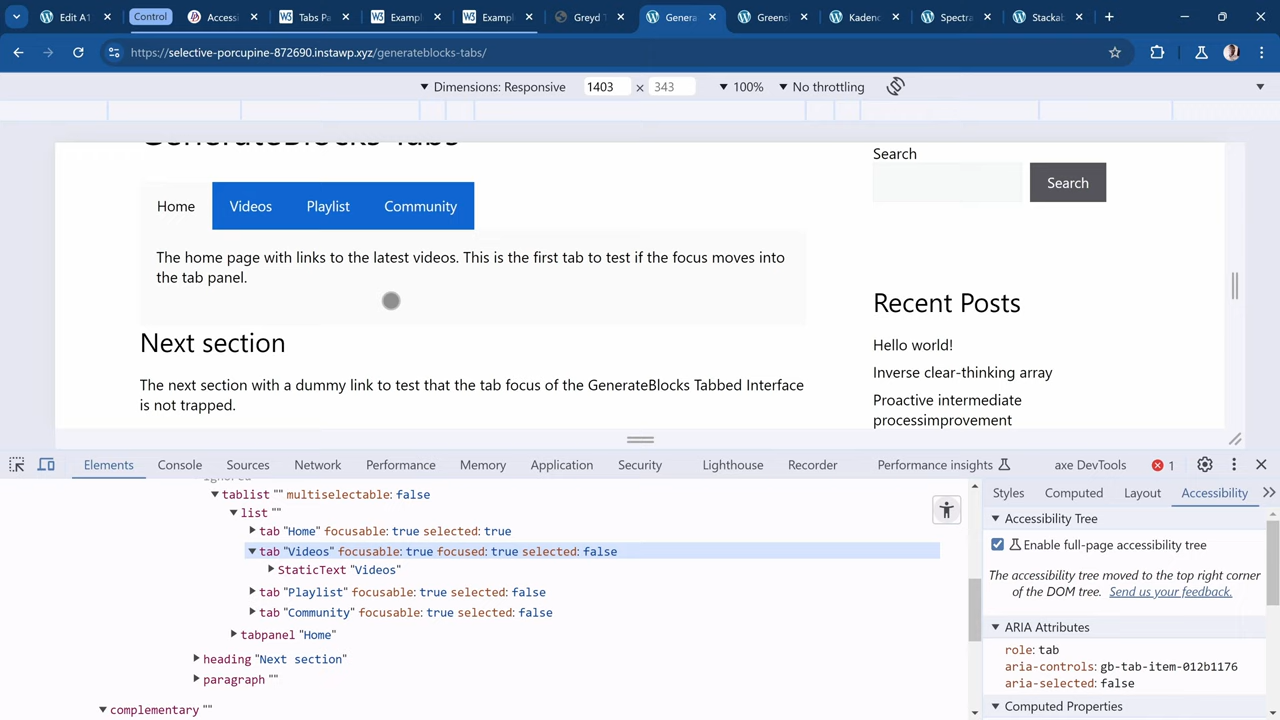 Edit A1
Control
Accessi
Tabs Pa
Exampl
Exampl
Greyd T
Genera
Greensh
Kadenc
Spectra
Stackab
https://selective-porcupine-872690.instawp.xyz/generateblocks-tabs/
Dimensions: Responsive 1403 × 343 100% No throttling
GenerateBlocks Tabs
Search
Search
Home Videos Playlist Community
The home page with links to the latest videos. This is the first tab to test if the focus moves into
the tab panel.
Next section
The next section with a dummy link to test that the tab focus of the GenerateBlocks Tabbed Interface
is not trapped.
Recent Posts
Hello world!
Inverse clear-thinking array
Proactive intermediate
processimprovement
Elements Console Sources Network Performance Memory Application Security Lighthouse Recorder Performance insights axe DevTools 1
Ignored
tablist "" multiselectable: false
list ""
tab "Home" focusable: true selected: true
tab "Videos" focusable: true focused: true selected: false
StaticText "Videos"
tab "Playlist" focusable: true selected: false
tab "Community" focusable: true selected: false
tabpanel "Home"
heading "Next section"
paragraph ""
complementary ""
Styles Computed Layout Accessibility
Accessibility Tree
Enable full-page accessibility tree
The accessibility tree moved to the top right corner
of the DOM tree. Send us your feedback.
ARIA Attributes
role: tab
aria-controls: gb-tab-item-012b1176
aria-selected: false
Computed Properties